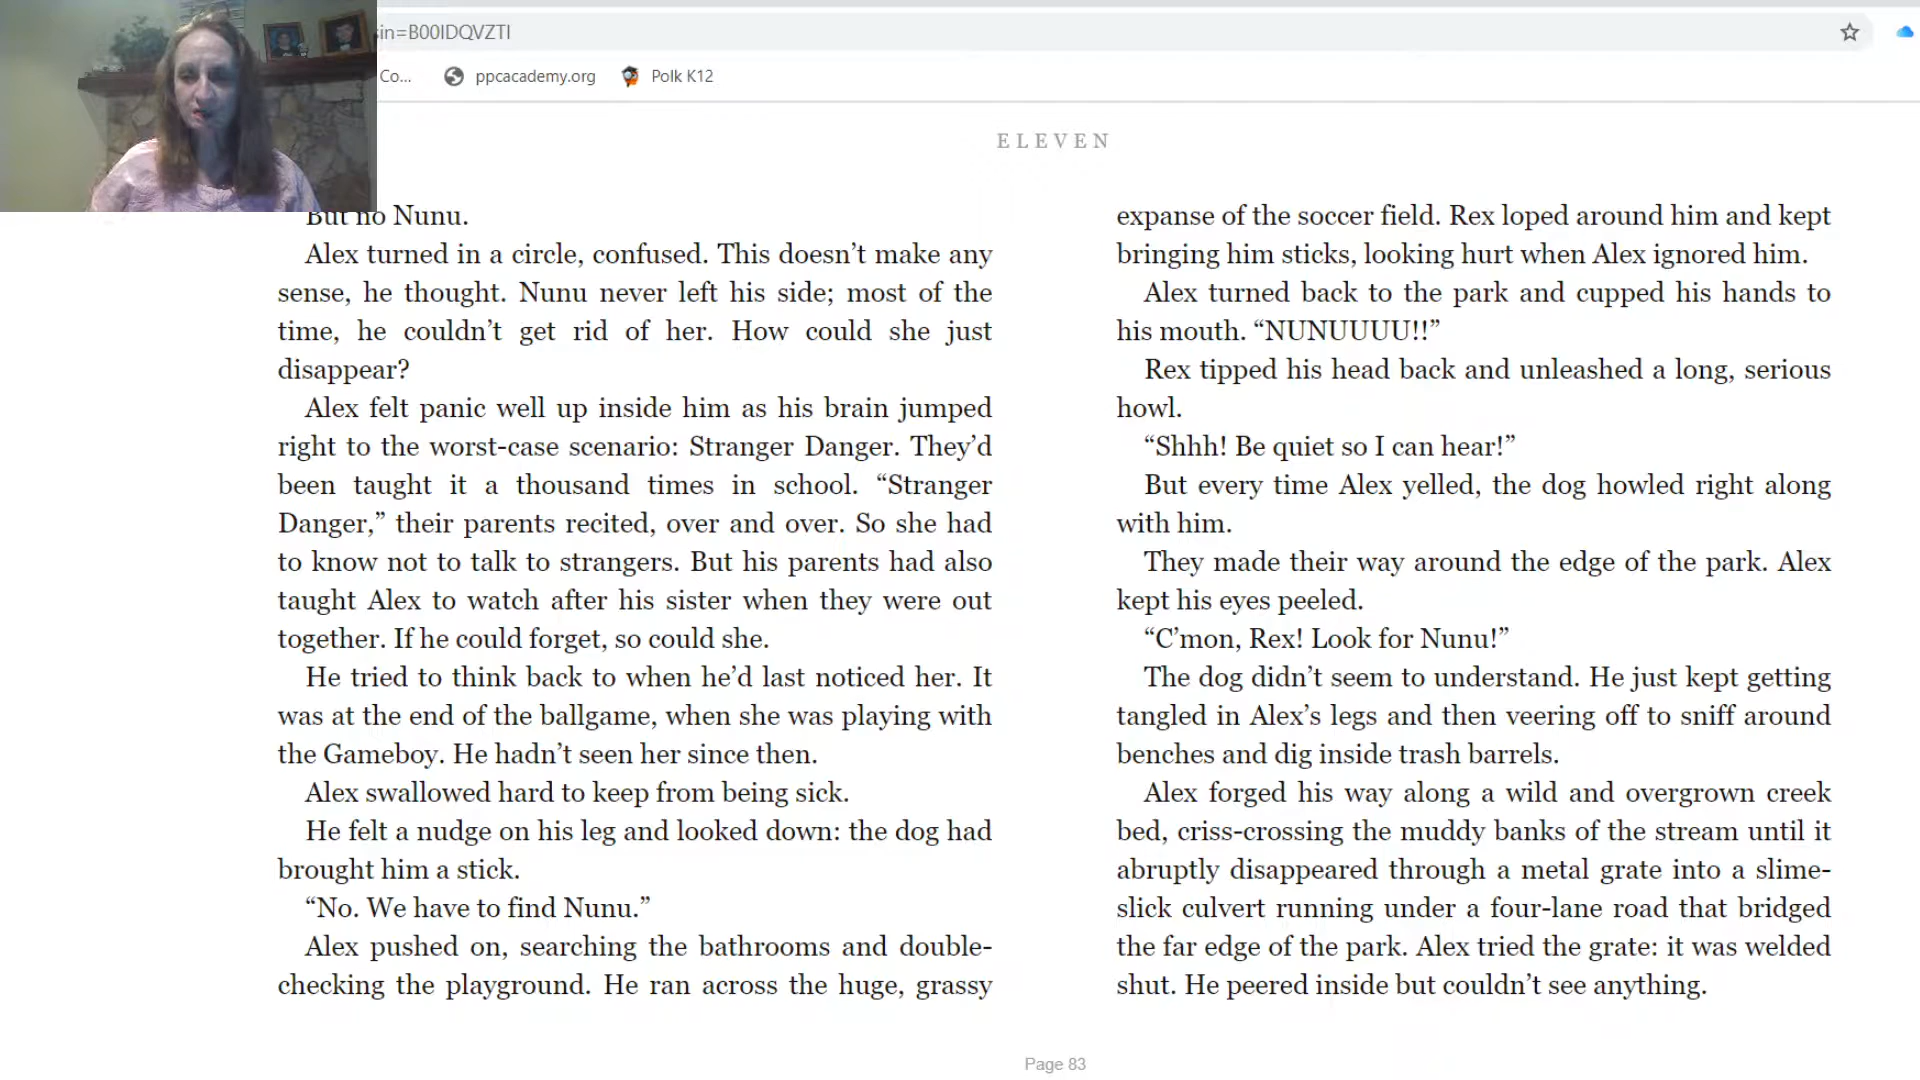 in=B00IDQVZTI
Co...
ppcacademy.org
Polk K12
ELEVEN
But no Nunu.
Alex turned in a circle, confused. This doesn’t make any
sense, he thought. Nunu never left his side; most of the
time, he couldn’t get rid of her. How could she just
disappear?
Alex felt panic well up inside him as his brain jumped
right to the worst-case scenario: Stranger Danger. They’d
been taught it a thousand times in school. “Stranger
Danger,” their parents recited, over and over. So she had
to know not to talk to strangers. But his parents had also
taught Alex to watch after his sister when they were out
together. If he could forget, so could she.
He tried to think back to when he’d last noticed her. It
was at the end of the ballgame, when she was playing with
the Gameboy. He hadn’t seen her since then.
Alex swallowed hard to keep from being sick.
He felt a nudge on his leg and looked down: the dog had
brought him a stick.
“No. We have to find Nunu.”
Alex pushed on, searching the bathrooms and double-
checking the playground. He ran across the huge, grassy
expanse of the soccer field. Rex loped around him and kept
bringing him sticks, looking hurt when Alex ignored him.
Alex turned back to the park and cupped his hands to
his mouth. “NUNUUUU!!”
Rex tipped his head back and unleashed a long, serious
howl.
“Shhh! Be quiet so I can hear!”
But every time Alex yelled, the dog howled right along
with him.
They made their way around the edge of the park. Alex
kept his eyes peeled.
“C’mon, Rex! Look for Nunu!”
The dog didn’t seem to understand. He just kept getting
tangled in Alex’s legs and then veering off to sniff around
benches and dig inside trash barrels.
Alex forged his way along a wild and overgrown creek
bed, criss-crossing the muddy banks of the stream until it
abruptly disappeared through a metal grate into a slime-
slick culvert running under a four-lane road that bridged
the far edge of the park. Alex tried the grate: it was welded
shut. He peered inside but couldn’t see anything.
Page 83